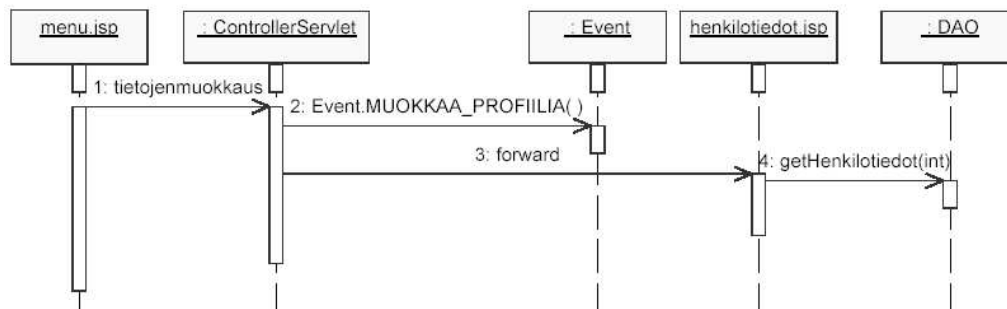 menu.jsp
: ControllerServlet
: Event
henkilotiedot.jsp
: DAO
1: tietojenmuokkaus
2: Event.MUOKKAA_PROFIILIA( )
3: forward
4: getHenkilotiedot(int)